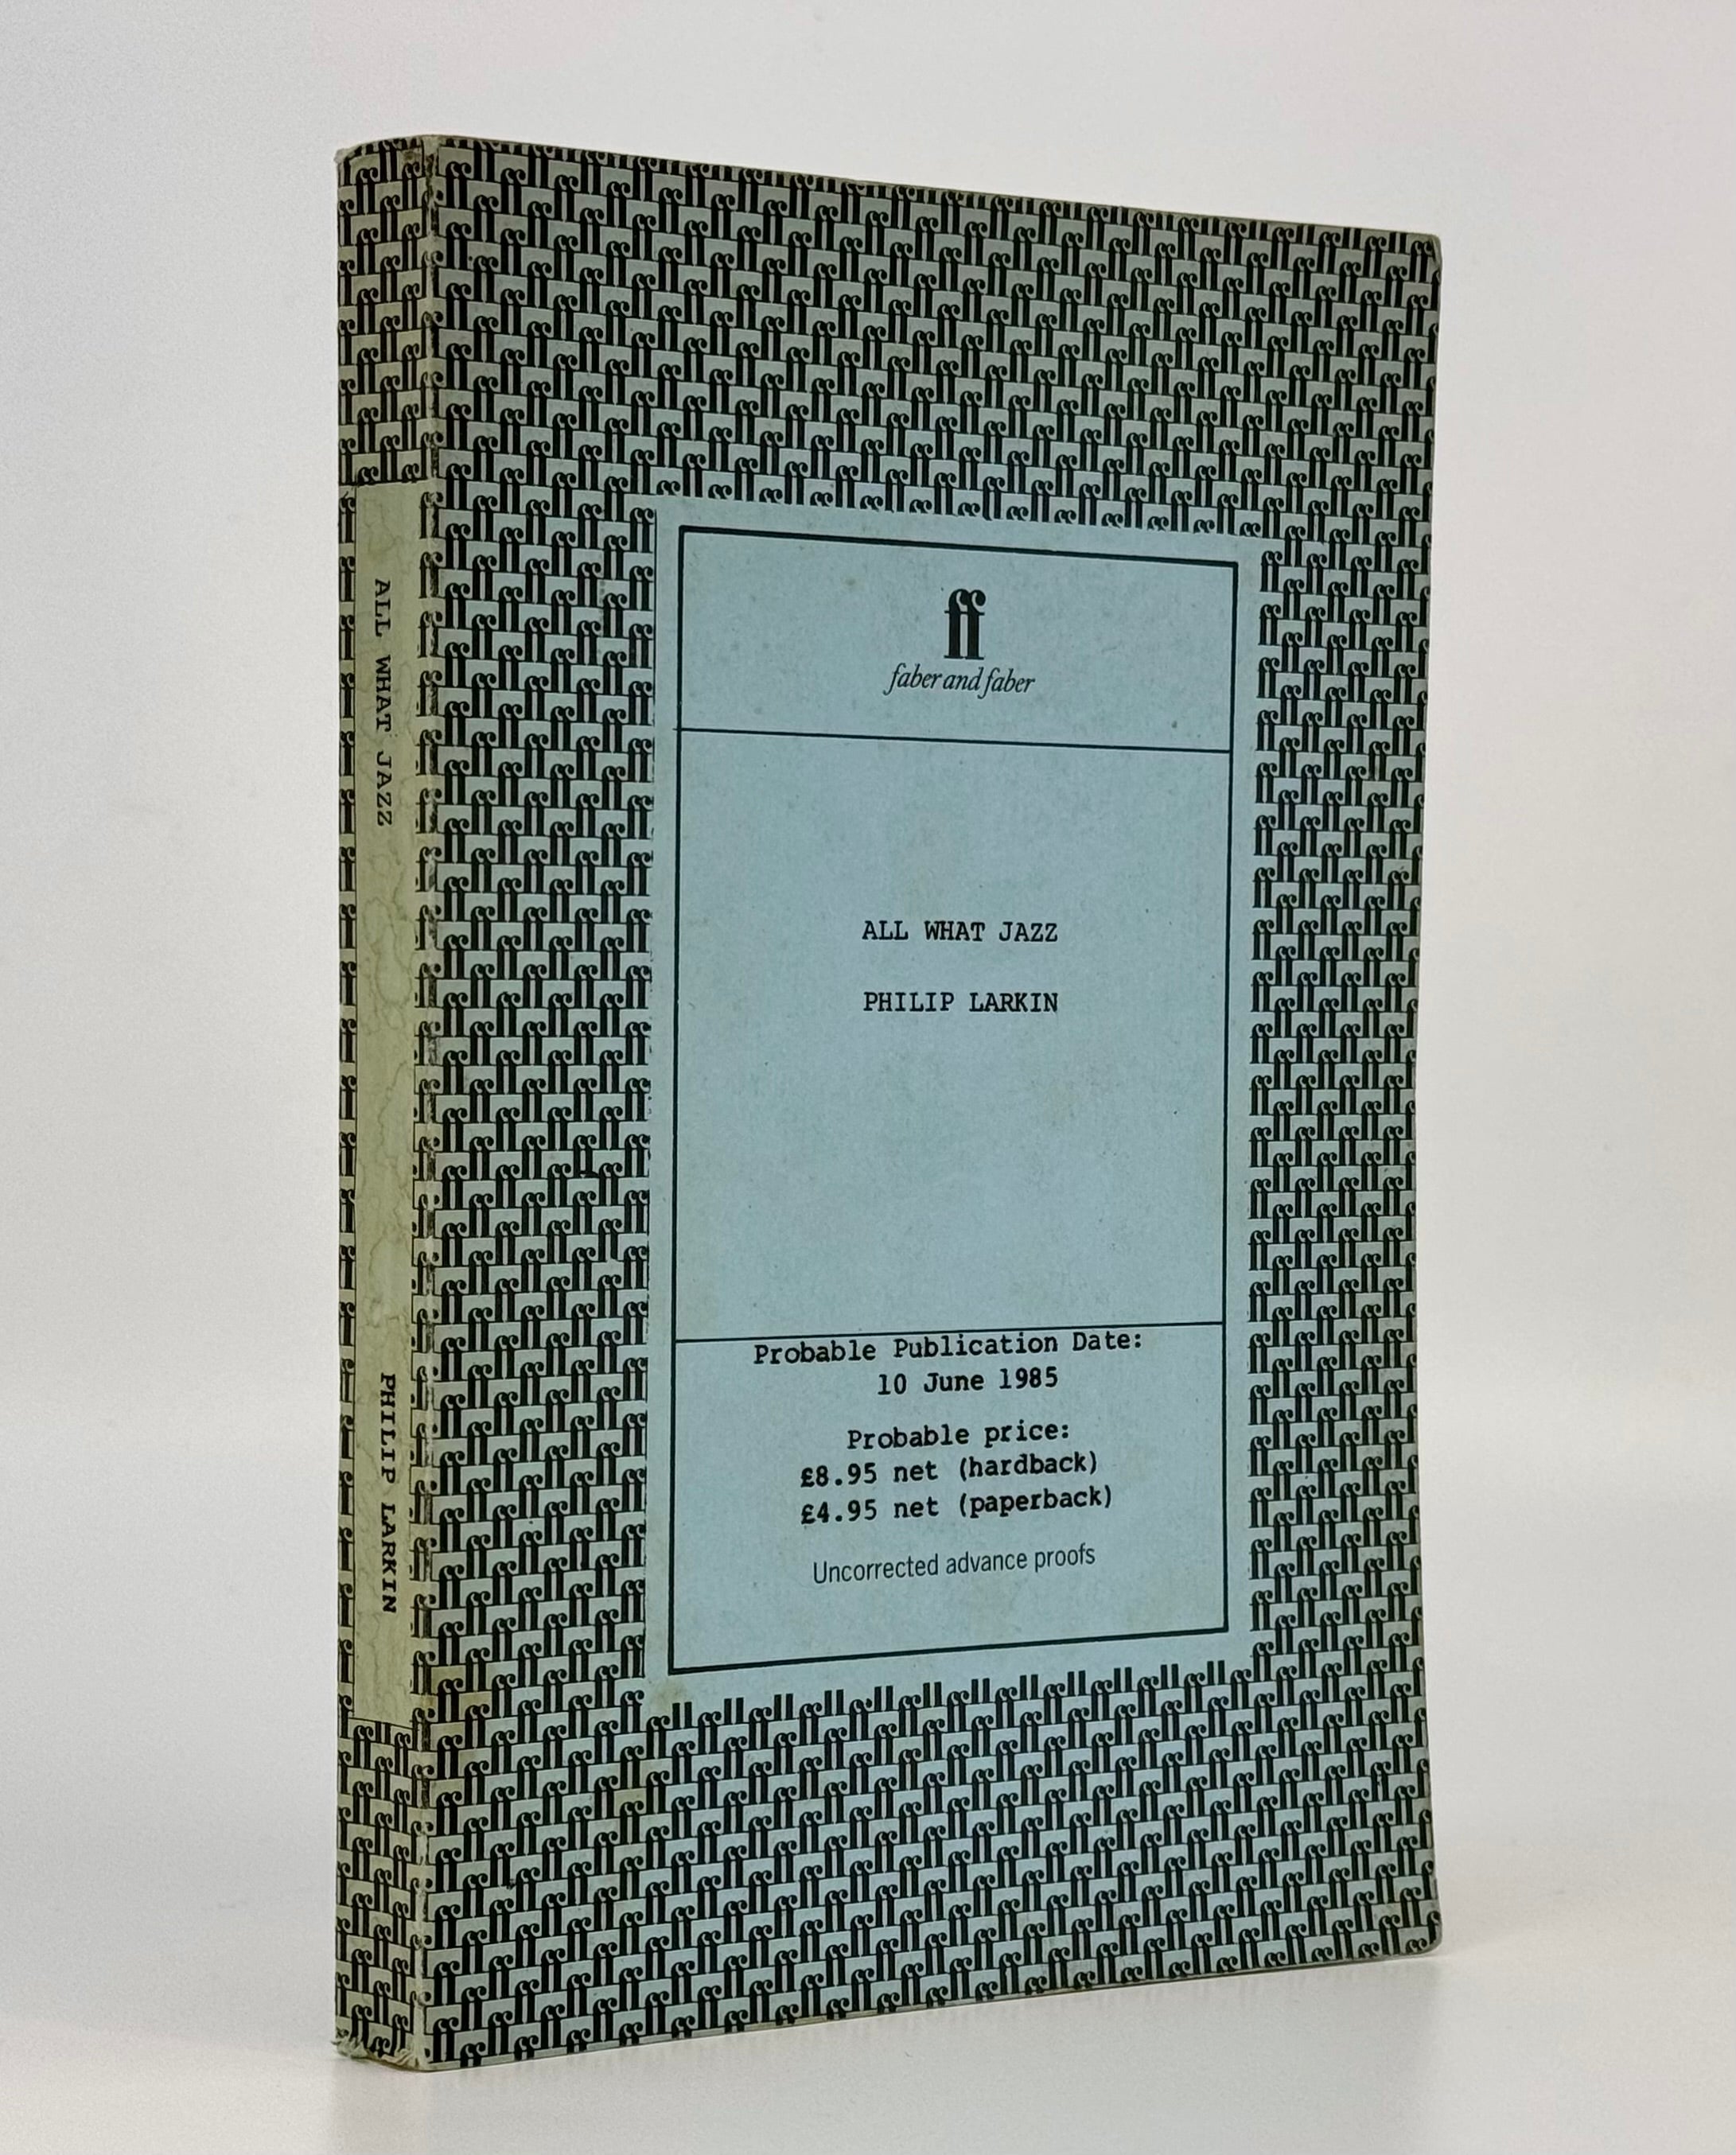 ALL WHAT JAZZ
PHILIP LARKIN
ff
faber and faber
ALL WHAT JAZZ
PHILIP LARKIN
Probable Publication Date:
10 June 1985
Probable price:
£8.95 net (hardback)
£4.95 net (paperback)
Uncorrected advance proofs